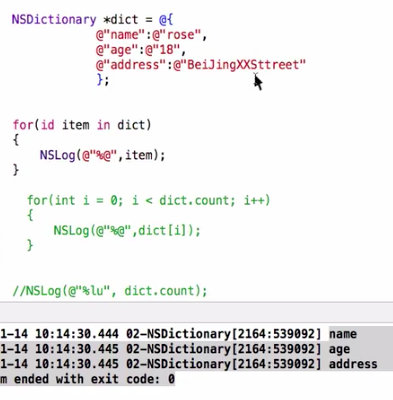 NSDictionary *dict = @{
@"name":@"rose",
@"age":@"18",
@"address":@"BeiJingXXSttreet"
};
for(id item in dict)
{
NSLog(@"%@",item);
}
for(int i = 0; i < dict.count; i++)
{
NSLog(@"%@",dict[i]);
}
//NSLog(@"%lu", dict.count);
1-14 10:14:30.444 02-NSDictionary[2164:539092] name
1-14 10:14:30.445 02-NSDictionary[2164:539092] age
1-14 10:14:30.445 02-NSDictionary[2164:539092] address
m ended with exit code: 0